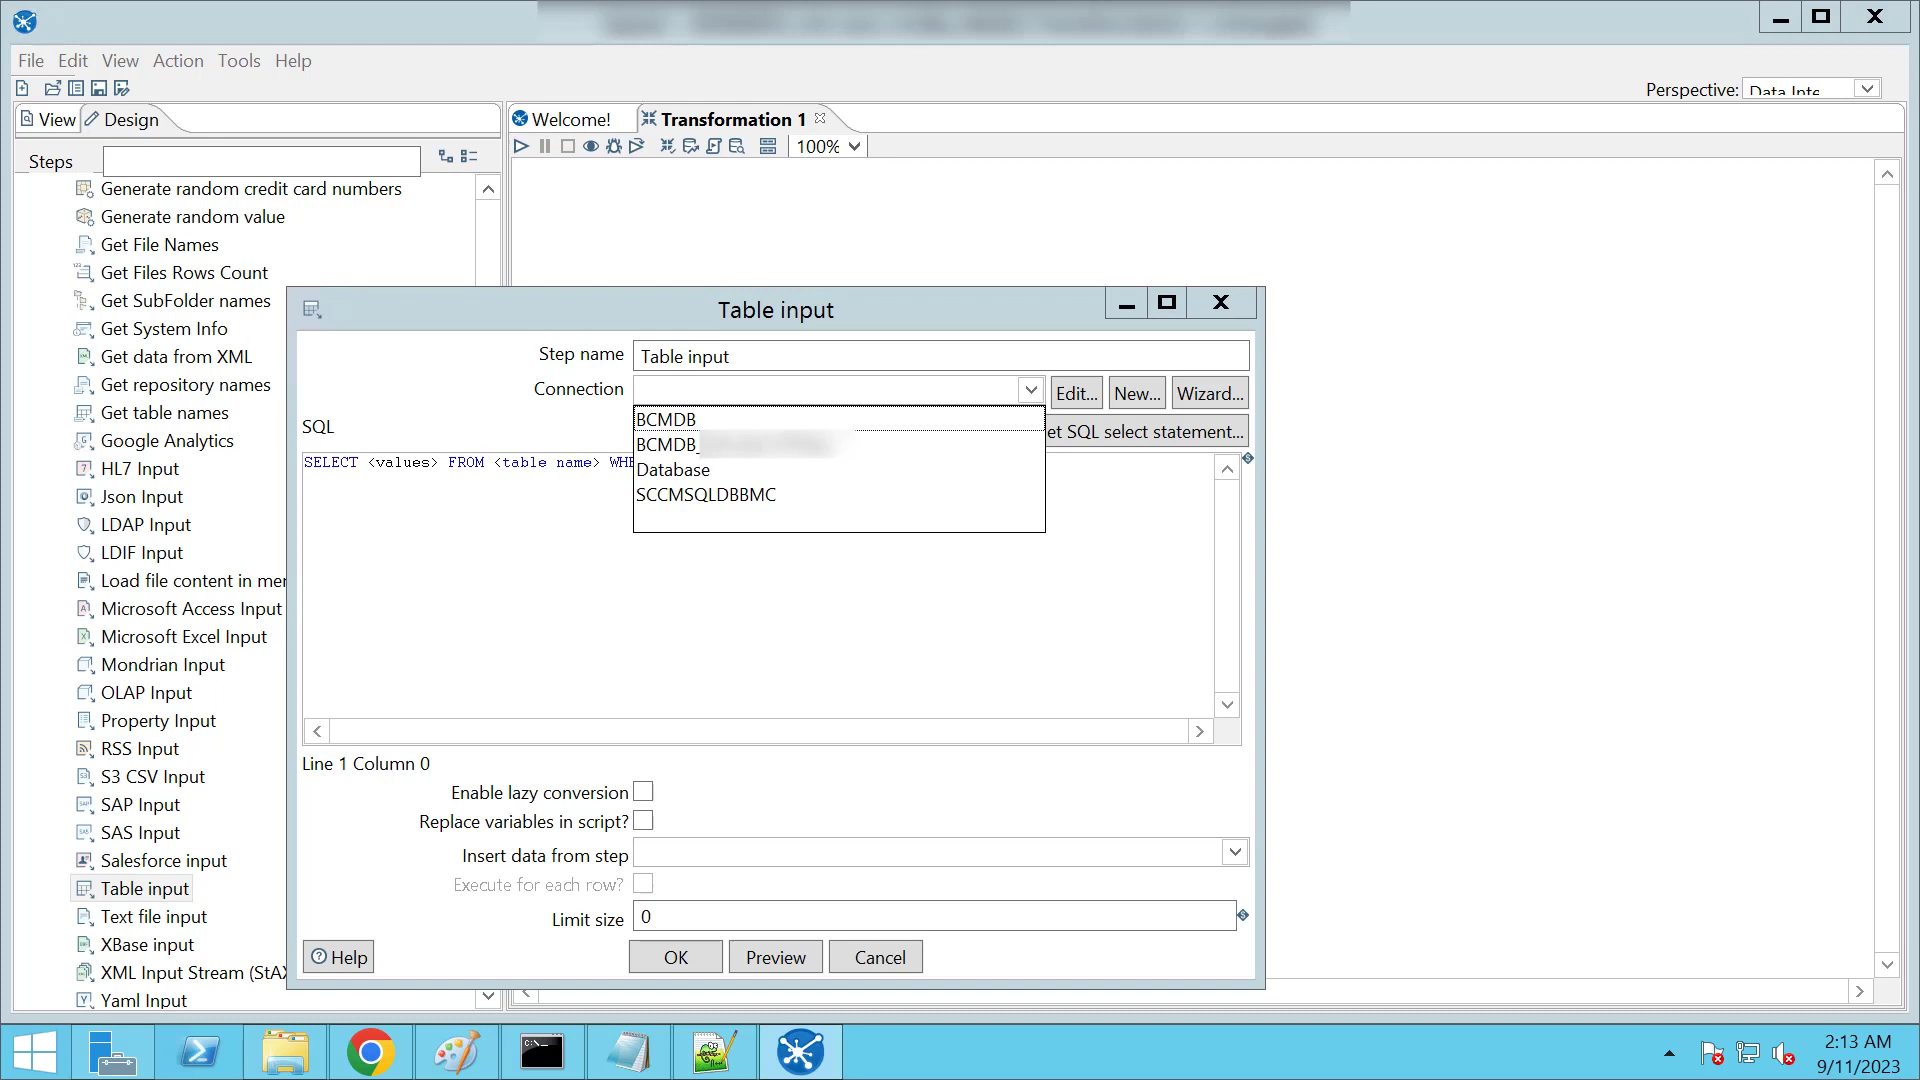 File Edit View Action Tools Help
Perspective: Data Inte
View Design
Welcome! Transformation 1
Steps
100%
Generate random credit card numbers
Generate random value
Get File Names
Get Files Rows Count
Get SubFolder names
Get System Info
Get data from XML
Get repository names
Get table names
Google Analytics
HL7 Input
Json Input
LDAP Input
LDIF Input
Load file content in mer
Microsoft Access Input
Microsoft Excel Input
Mondrian Input
OLAP Input
Property Input
RSS Input
S3 CSV Input
SAP Input
SAS Input
Salesforce input
Table input
Text file input
XBase input
XML Input Stream (StAX
Yaml Input
Table input
Step name Table input
Connection Edit... New... Wizard...
BCMDB
BCMDB_
Database
SCCMSQLDBBMC
SQL et SQL select statement...
SELECT <values> FROM <table name> WHE
Line 1 Column 0
Enable lazy conversion
Replace variables in script?
Insert data from step
Execute for each row?
Limit size 0
Help OK Preview Cancel
2:13 AM
9/11/2023